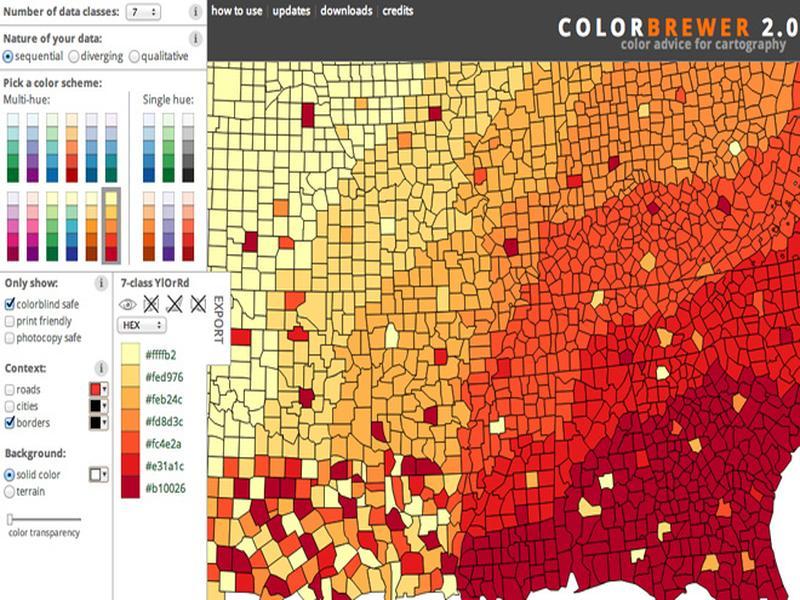 Number of data classes: 7 i
how to use updates downloads credits
COLORBREWER 2.0
color advice for cartography
Nature of your data: i
sequential diverging qualitative
Pick a color scheme:
Multi-hue: Single hue:
Only show: i
colorblind safe
print friendly
photocopy safe
Context: i
roads
cities
borders
Background:
solid color
terrain
color transparency
7-class YlOrRd
HEX
EXPORT
#ffffb2
#fed976
#feb24c
#fd8d3c
#fc4e2a
#e31a1c
#b10026